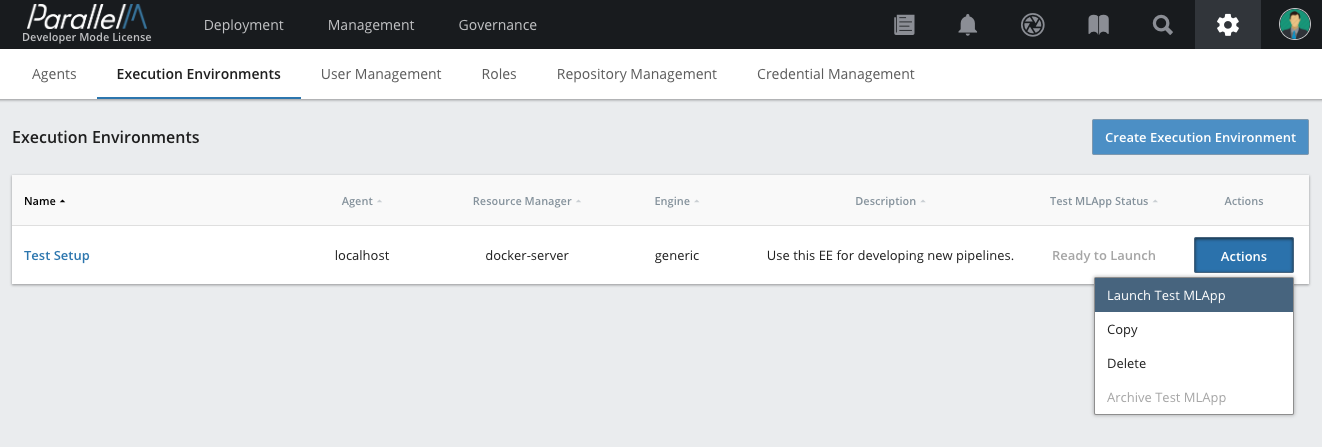 ParallelM
Developer Mode License
Deployment Management Governance
Agents Execution Environments User Management Roles Repository Management Credential Management
Execution Environments
Create Execution Environment
Name Agent Resource Manager Engine Description Test MLApp Status Actions
Test Setup localhost docker-server generic Use this EE for developing new pipelines. Ready to Launch Actions
Launch Test MLApp
Copy
Delete
Archive Test MLApp